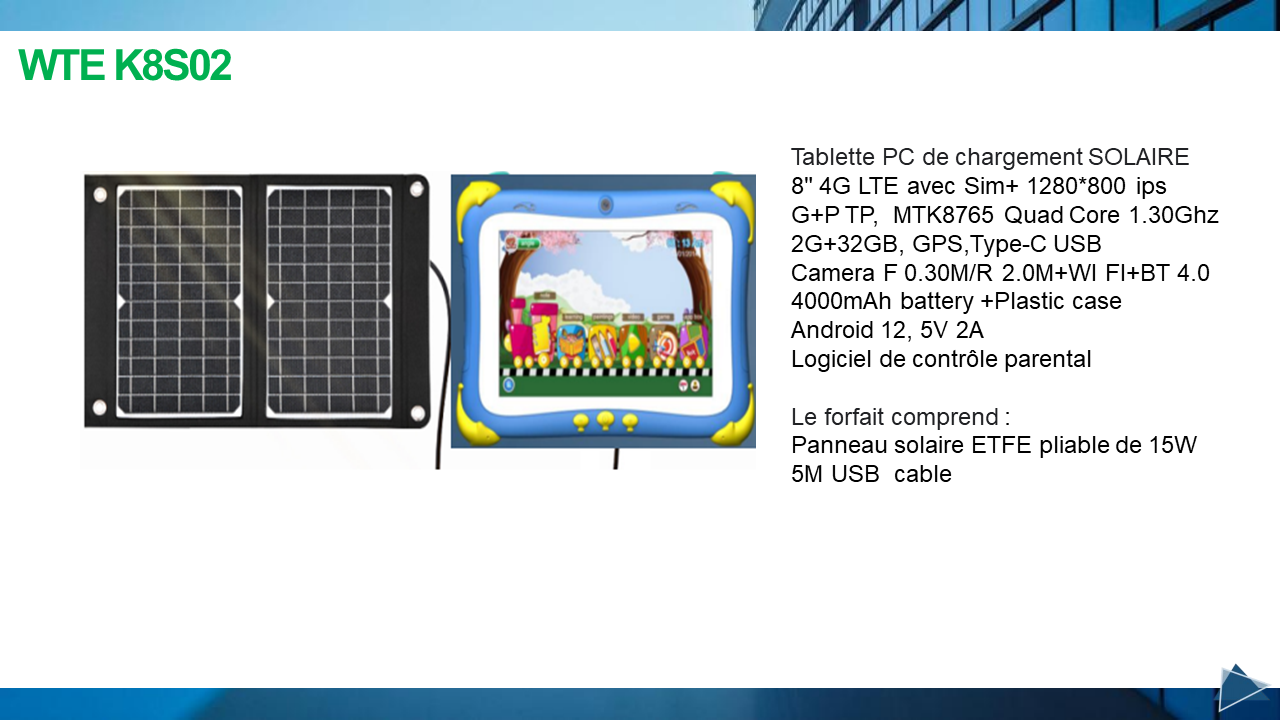 WTE K8S02
Tablette PC de chargement SOLAIRE
8" 4G LTE avec Sim+ 1280*800 ips
G+P TP, MTK8765 Quad Core 1.30Ghz
2G+32GB, GPS,Type-C USB
Camera F 0.30M/R 2.0M+WI FI+BT 4.0
4000mAh battery +Plastic case
Android 12, 5V 2A
Logiciel de contrôle parental
Le forfait comprend :
Panneau solaire ETFE pliable de 15W
5M USB cable